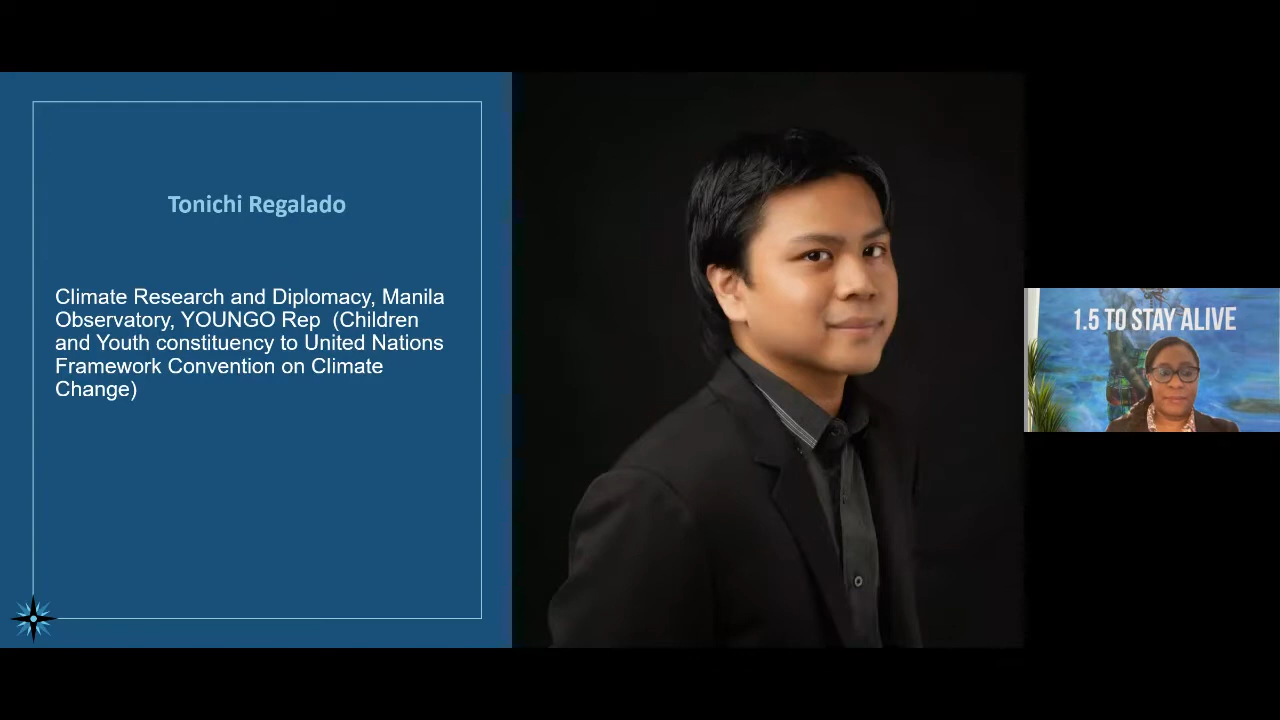 Tonichi Regalado
Climate Research and Diplomacy, Manila
Observatory, YOUNGO Rep  (Children
and Youth constituency to United Nations
Framework Convention on Climate
Change)
1.5 TO STAY ALIVE